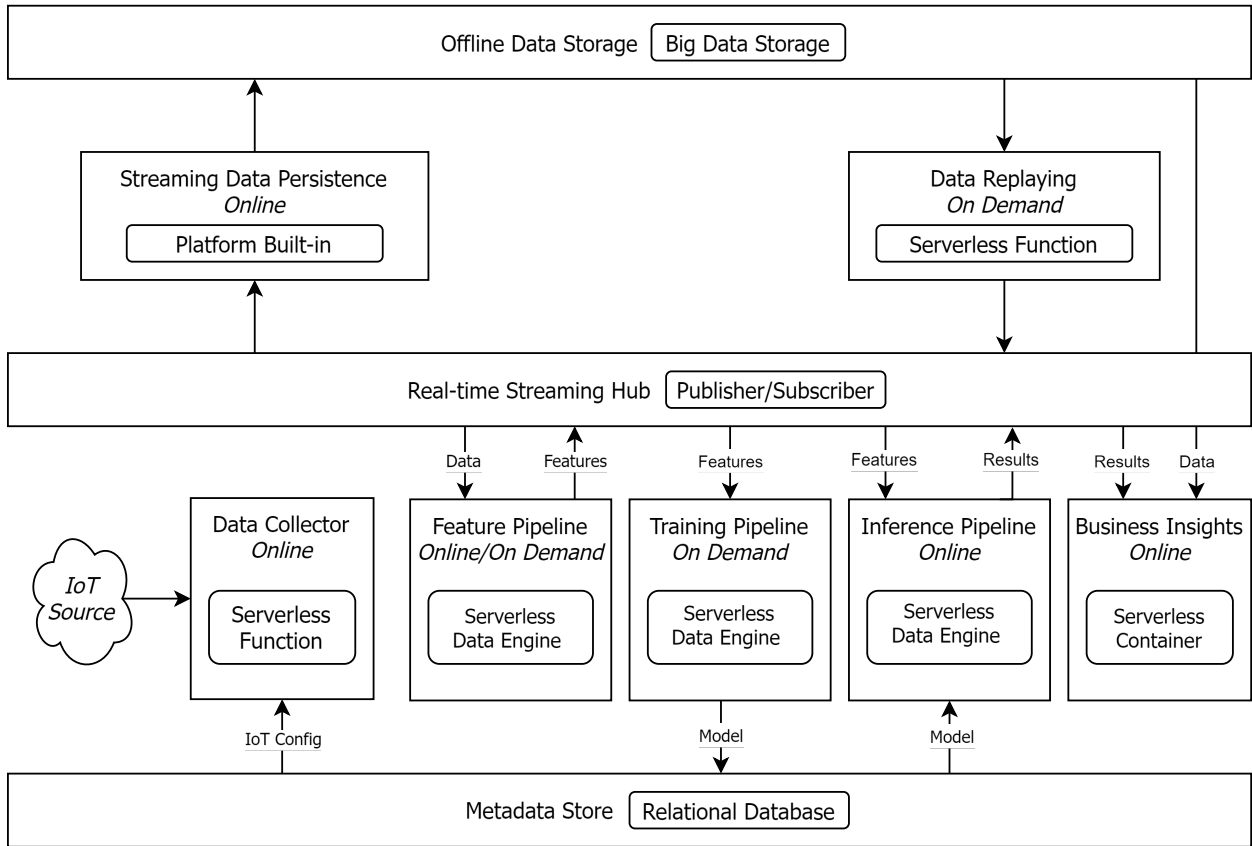 Offline Data Storage Big Data Storage
Streaming Data Persistence
Online
Platform Built-in
Data Replaying
On Demand
Serverless Function
Real-time Streaming Hub Publisher/Subscriber
Data
Features
Features
Features
Results
Results
Data
IoT
Source
Data Collector
Online
Serverless
Function
Feature Pipeline
Online/On Demand
Serverless
Data Engine
Training Pipeline
On Demand
Serverless
Data Engine
Inference Pipeline
Online
Serverless
Data Engine
Business Insights
Online
Serverless
Container
IoT Config
Model
Model
Metadata Store Relational Database